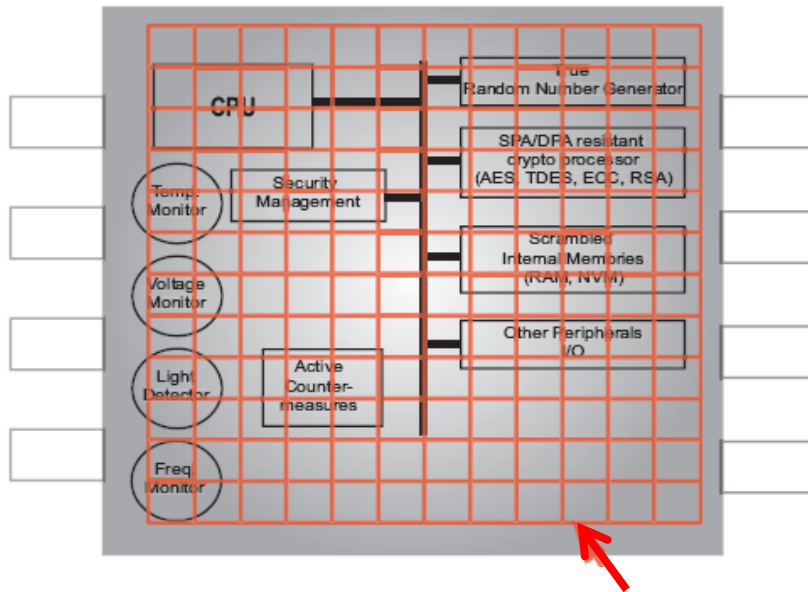 CPU
True
Random Number Generator
SPA/DPA resistant
crypto processor
(AES, TDES, ECC, RSA)
Temp.
Monitor
Security
Management
Scrambled
Internal Memories
(RAM, NVM)
Voltage
Monitor
Other Peripherals
I/O
Light
Detector
Active
Counter-
measures
Freq.
Monitor